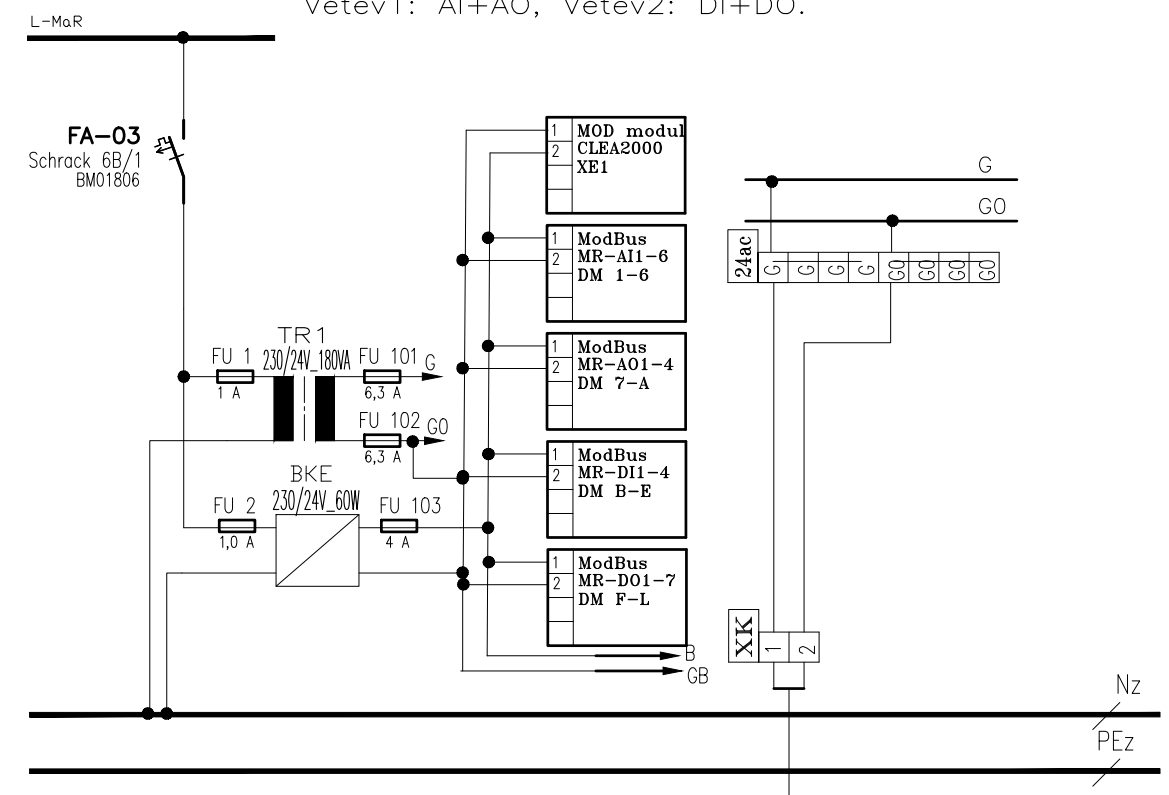 Vetev1: AI+AO, Vetev2: DI+DO.
L-MaR
FA-03
Schrack 6B/1
BM01806
1 MOD modul
2 CLEA2000
XE1
1 ModBus
2 MR-AI1-6
DM 1-6
1 ModBus
2 MR-AO1-4
DM 7-A
1 ModBus
2 MR-DI1-4
DM B-E
1 ModBus
2 MR-DO1-7
DM F-L
B
GB
TR1
230/24V_180VA
FU 1
1 A
FU 101
6,3 A
G
FU 102
6,3 A
G0
BKE
230/24V_60W
FU 2
1,0 A
FU 103
4 A
G
G0
24ac
G G G G G0 G0 G0 G0
XK
1 2
Nz
PEz